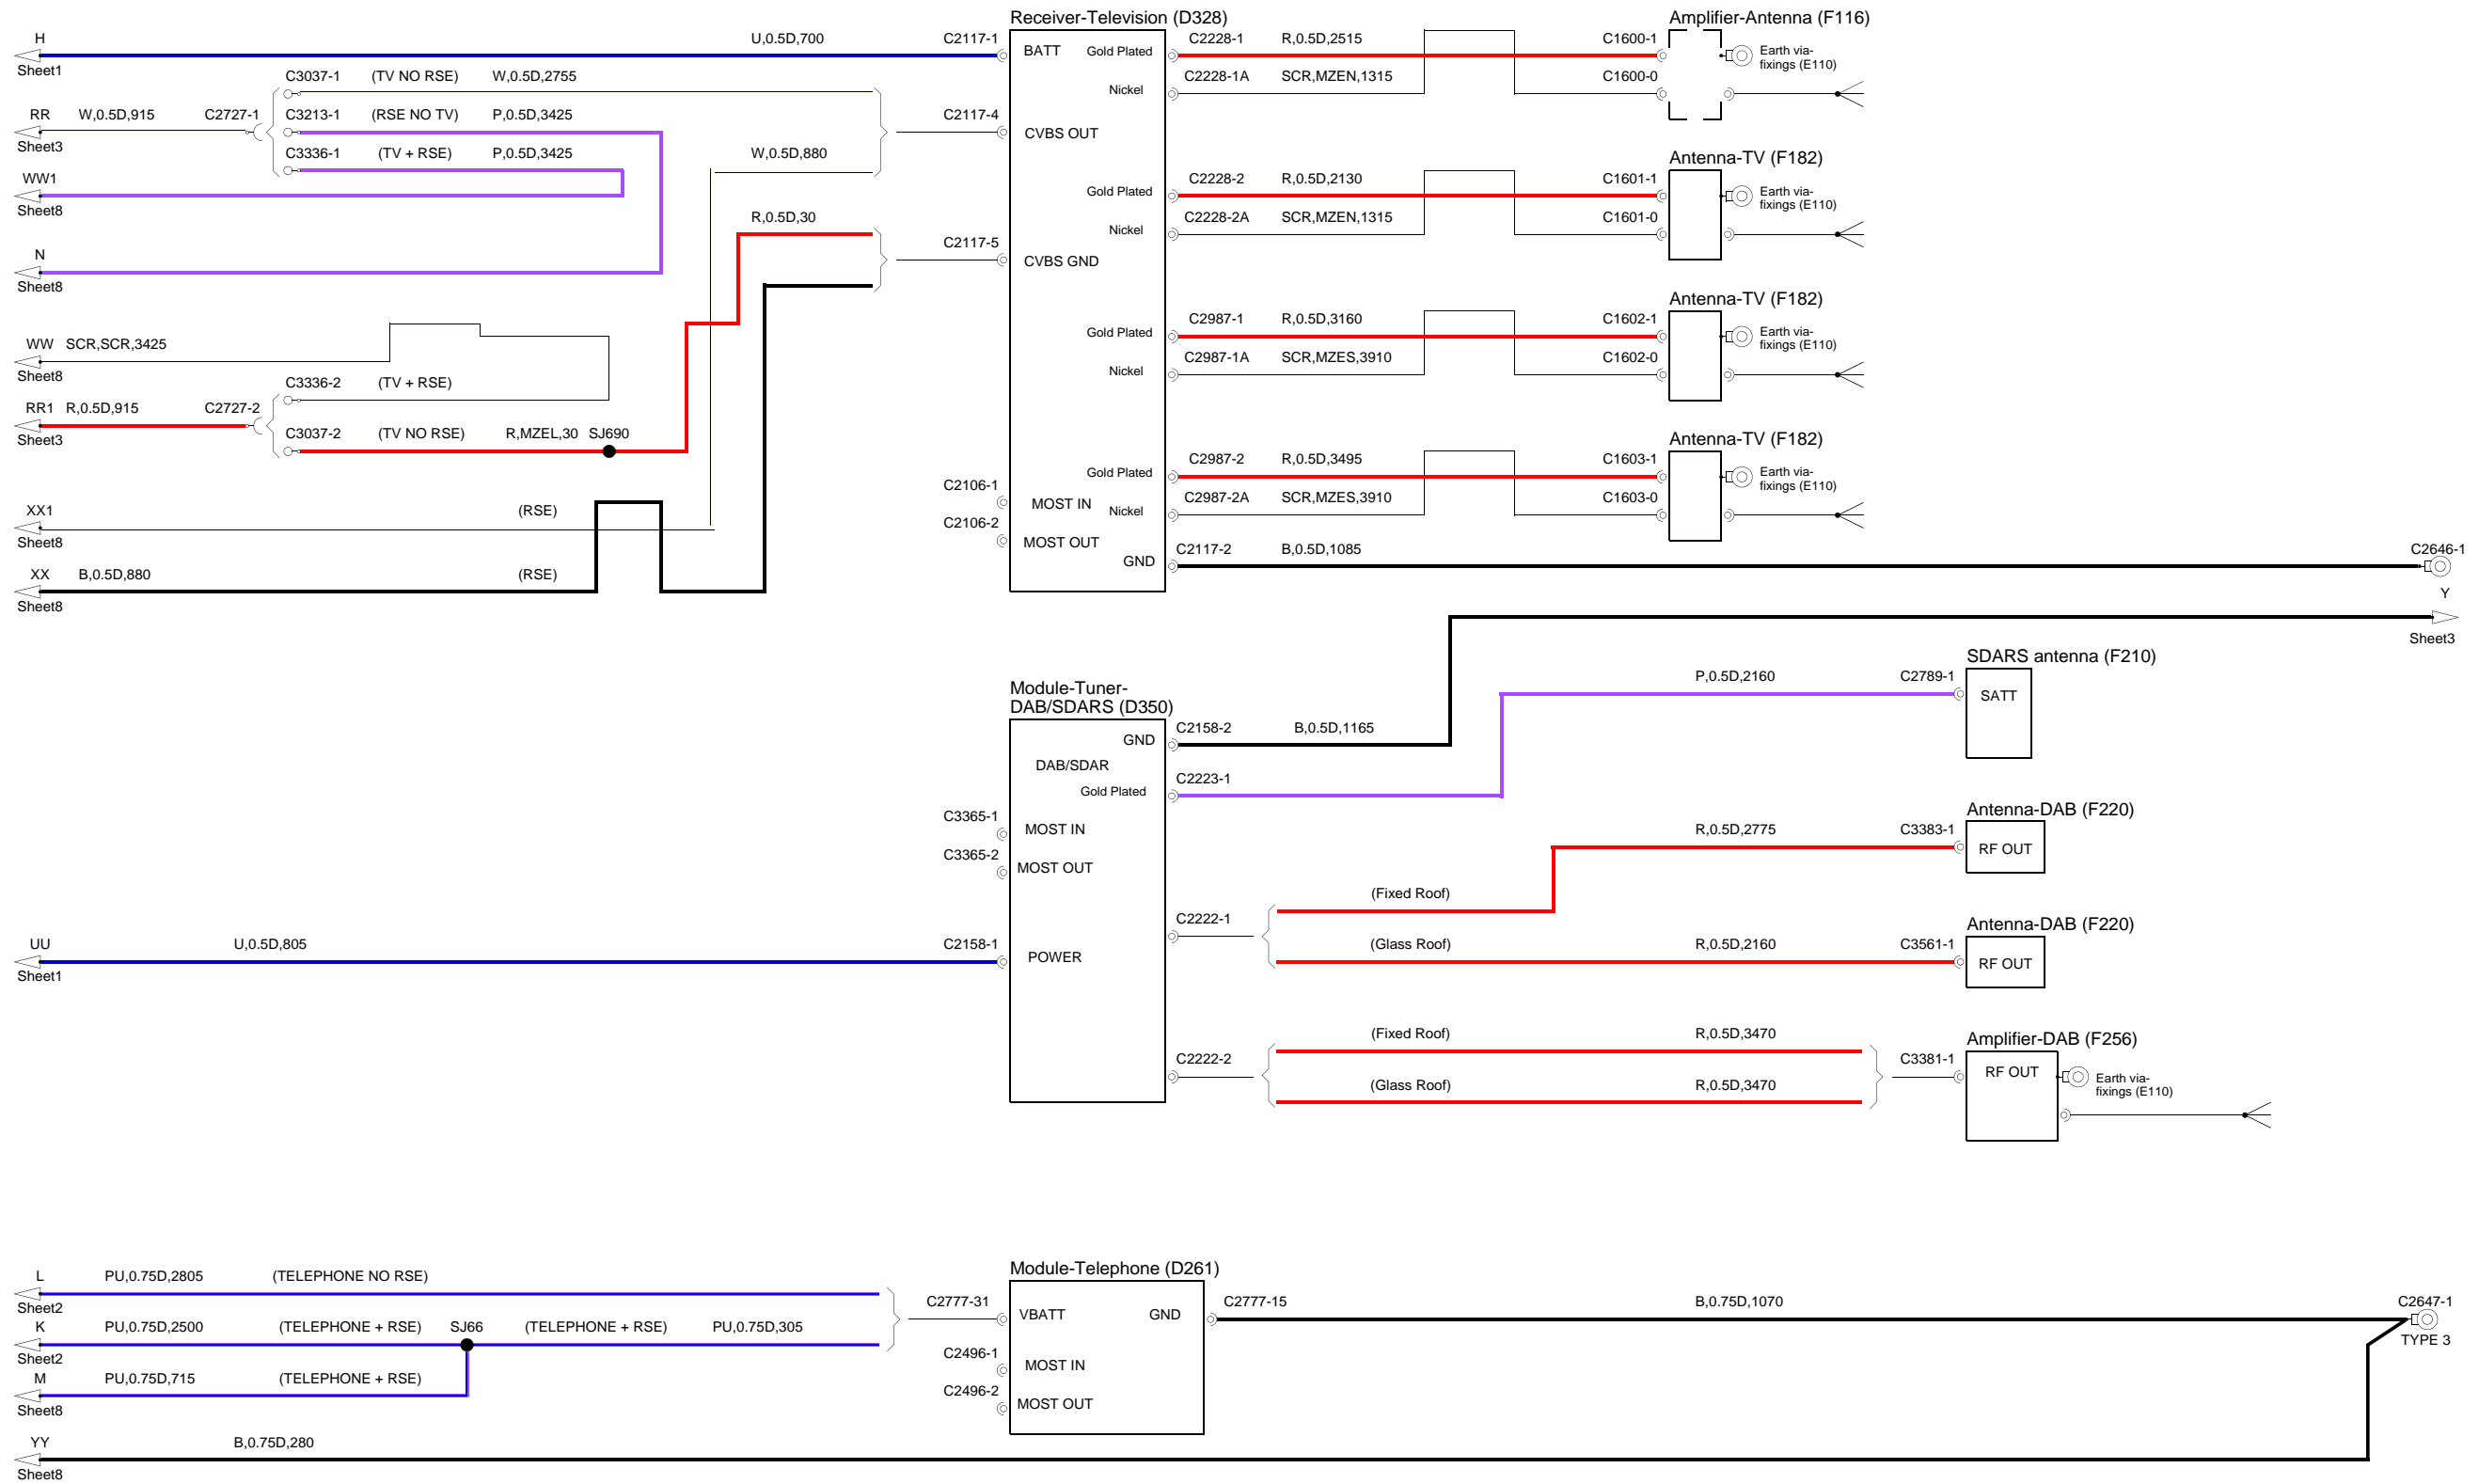 Receiver-Television (D328)
Amplifier-Antenna (F116)
H
U,0.5D,700
C2117-1
BATT
Gold Plated
C2228-1
R,0.5D,2515
C1600-1
Earth via-
fixings (E110)
Sheet1
C3037-1
(TV NO RSE)
W,0.5D,2755
Nickel
C2228-1A
SCR,MZEN,1315
C1600-0
RR
W,0.5D,915
C2727-1
C3213-1
(RSE NO TV)
P,0.5D,3425
C2117-4
CVBS OUT
Sheet3
C3336-1
(TV + RSE)
P,0.5D,3425
W,0.5D,880
Antenna-TV (F182)
WW1
Sheet8
Gold Plated
C2228-2
R,0.5D,2130
C1601-1
Earth via-
fixings (E110)
R,0.5D,30
Nickel
C2228-2A
SCR,MZEN,1315
C1601-0
C2117-5
CVBS GND
N
Sheet8
Antenna-TV (F182)
Gold Plated
C2987-1
R,0.5D,3160
C1602-1
Earth via-
fixings (E110)
WW
SCR,SCR,3425
Sheet8
Nickel
C2987-1A
SCR,MZES,3910
C1602-0
C3336-2
(TV + RSE)
RR1
R,0.5D,915
C2727-2
Sheet3
C3037-2
(TV NO RSE)
R,MZEL,30
SJ690
Antenna-TV (F182)
Gold Plated
C2987-2
R,0.5D,3495
C1603-1
Earth via-
fixings (E110)
C2106-1
MOST IN
Nickel
C2987-2A
SCR,MZES,3910
C1603-0
XX1
(RSE)
Sheet8
C2106-2
MOST OUT
GND
C2117-2
B,0.5D,1085
C2646-1
XX
B,0.5D,880
(RSE)
Sheet8
Y
Sheet3
SDARS antenna (F210)
P,0.5D,2160
C2789-1
SATT
Module-Tuner-
DAB/SDARS (D350)
GND
C2158-2
B,0.5D,1165
DAB/SDAR
Gold Plated
C2223-1
Antenna-DAB (F220)
C3365-1
MOST IN
R,0.5D,2775
C3383-1
RF OUT
C3365-2
MOST OUT
(Fixed Roof)
C2222-1
Antenna-DAB (F220)
UU
U,0.5D,805
C2158-1
POWER
(Glass Roof)
R,0.5D,2160
C3561-1
RF OUT
Sheet1
(Fixed Roof)
R,0.5D,3470
Amplifier-DAB (F256)
C2222-2
C3381-1
RF OUT
Earth via-
fixings (E110)
(Glass Roof)
R,0.5D,3470
Module-Telephone (D261)
L
PU,0.75D,2805
(TELEPHONE NO RSE)
Sheet2
C2777-31
VBATT
GND
C2777-15
B,0.75D,1070
C2647-1
TYPE 3
K
PU,0.75D,2500
(TELEPHONE + RSE)
SJ66
(TELEPHONE + RSE)
PU,0.75D,305
Sheet2
C2496-1
MOST IN
M
PU,0.75D,715
(TELEPHONE + RSE)
Sheet8
C2496-2
MOST OUT
YY
B,0.75D,280
Sheet8